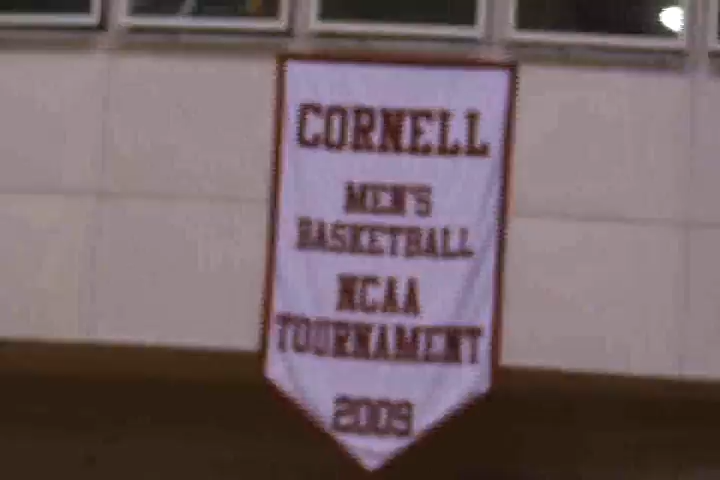 CORNELL
MEN'S
BASKETBALL
NCAA
TOURNAMENT
2009